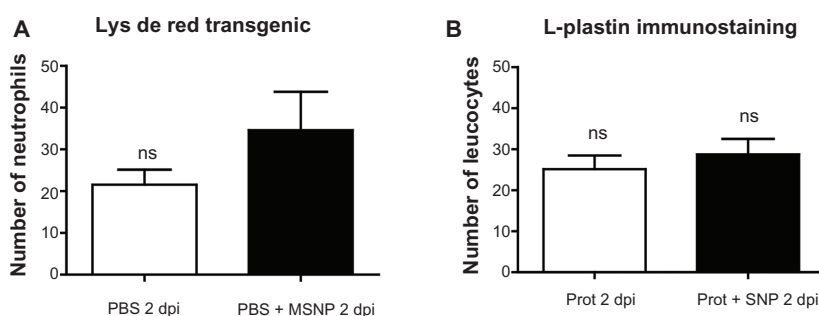 A
Lys de red transgenic
Number of neutrophils
50
40
30
20
10
0
ns
PBS 2 dpi
PBS + MSNP 2 dpi
B
L-plastin immunostaining
Number of leucocytes
50
40
30
20
10
0
ns
ns
Prot 2 dpi
Prot + SNP 2 dpi